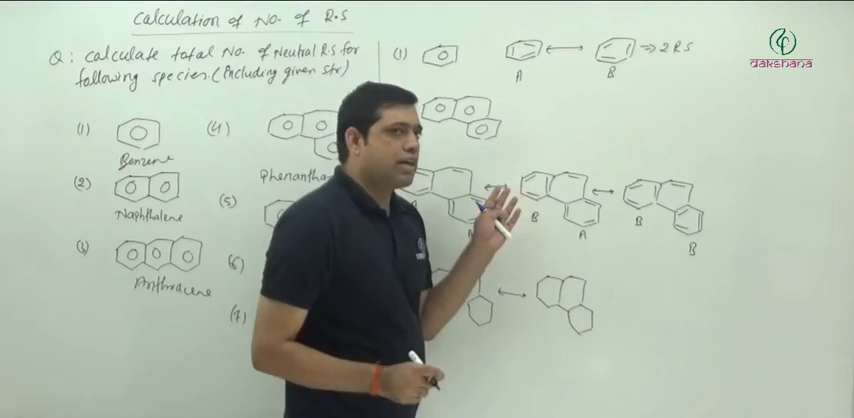 Calculation of No. of R.S
Q: Calculate total No. of Neutral R.S for
following species. (Including given str)
(1)
Benzene
(2)
Naphthalene
(3)
Anthracene
(4)
(5)
(6)
(7)
(1)
A
B
⇒ 2 RS
B
A
B
B
dakshana